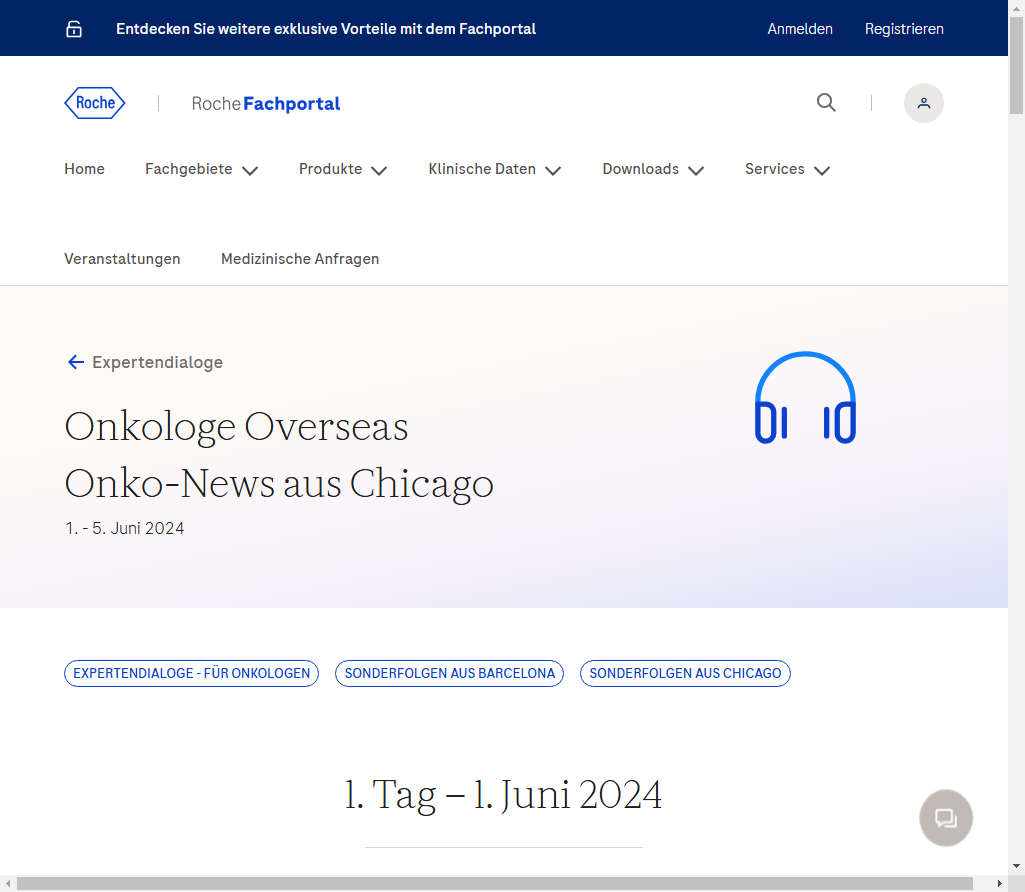 Entdecken Sie weitere exklusive Vorteile mit dem Fachportal
Anmelden
Registrieren
Roche
Roche Fachportal
Home
Fachgebiete
Produkte
Klinische Daten
Downloads
Services
Veranstaltungen
Medizinische Anfragen
Expertendialoge
Onkologe Overseas
Onko-News aus Chicago
1. - 5. Juni 2024
EXPERTENDIALOGE - FÜR ONKOLOGEN
SONDERFOLGEN AUS BARCELONA
SONDERFOLGEN AUS CHICAGO
1. Tag – 1. Juni 2024